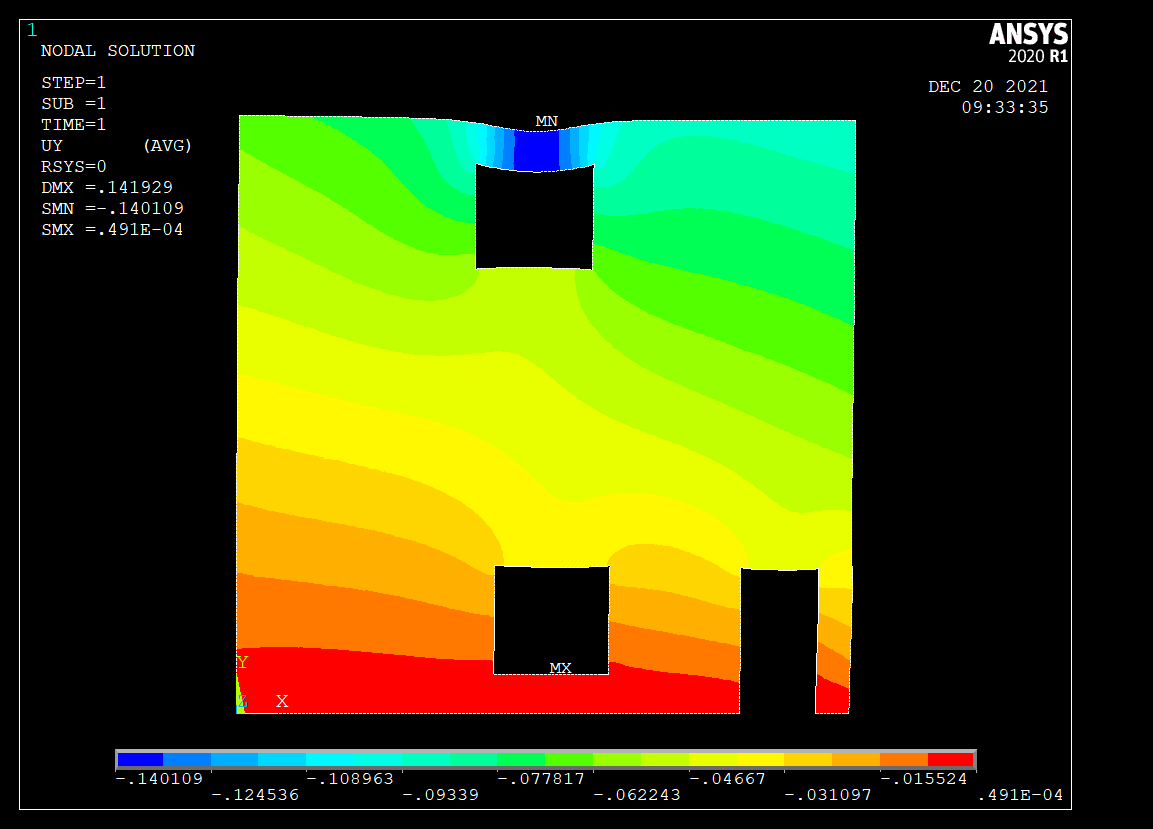 1
ANSYS
2020 R1
NODAL SOLUTION
STEP=1
SUB =1
TIME=1
UY (AVG)
RSYS=0
DMX =.141929
SMN =-.140109
SMX =.491E-04
DEC 20 2021
09:33:35
MN
MX
Y
Z X
-.140109 -.108963 -.077817 -.04667 -.015524
-.124536 -.09339 -.062243 -.031097 .491E-04